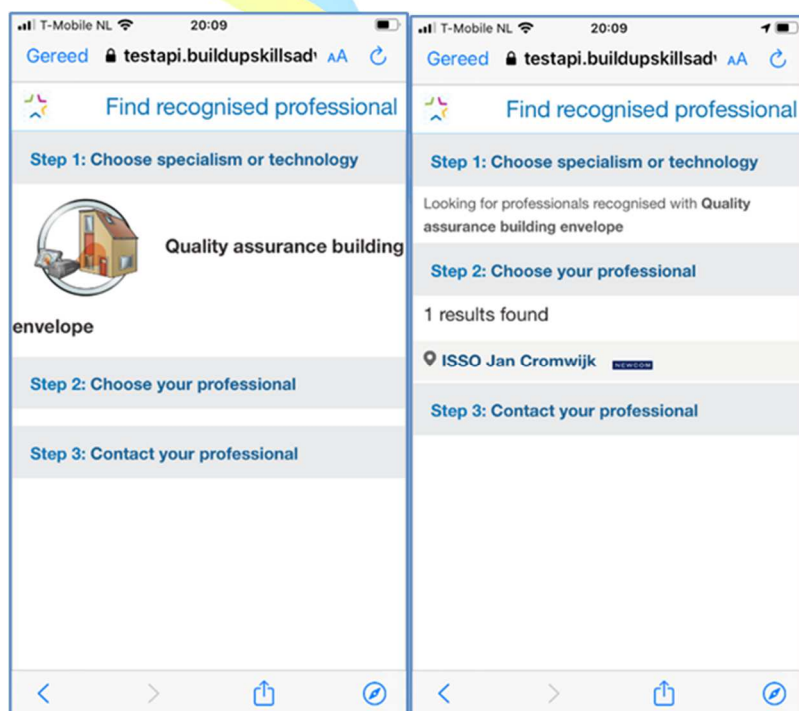 T-Mobile NL 20:09
Gereed testapi.buildupskillsadv AA
Find recognised professional
Step 1: Choose specialism or technology
Quality assurance building
envelope
Step 2: Choose your professional
Step 3: Contact your professional
T-Mobile NL 20:09
Gereed testapi.buildupskillsadv AA
Find recognised professional
Step 1: Choose specialism or technology
Looking for professionals recognised with Quality
assurance building envelope
Step 2: Choose your professional
1 results found
ISSO Jan Cromwijk NEWCOM
Step 3: Contact your professional